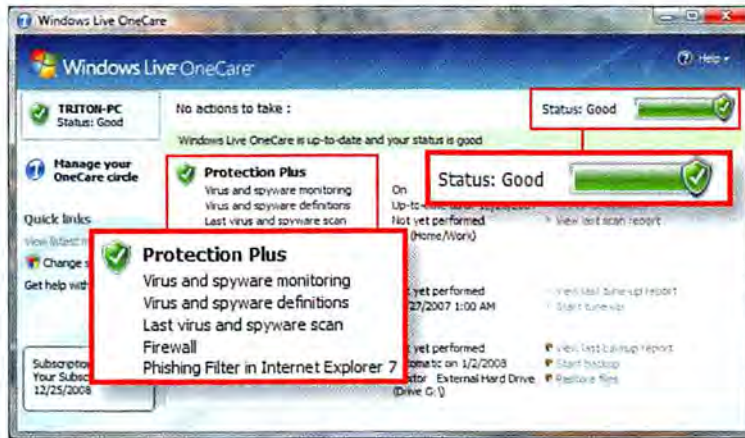 Windows Live OneCare
Windows Live OneCare
Help
TRITON-PC
Status: Good
Manage your
OneCare circle
Quick links
View latest
Change
Get help with
Subscription
Your Subsc
12/25/2008
No actions to take :
Status: Good
Windows Live OneCare is up-to-date and your status is good
Status: Good
Protection Plus
Virus and spyware monitoring
On
Virus and spyware definitions
Last virus and spyware scan
Not yet performed
View last scan report
(Home/Work)
Protection Plus
Virus and spyware monitoring
Virus and spyware definitions
Last virus and spyware scan
Firewall
Phishing Filter in Internet Explorer 7
yet performed
View last tune-up report
27/2007 1:00 AM
Start tune-up
yet performed
View last backup report
omatic on 1/2/2008
Start backup
xtor External Hard Drive
Restore files
(Drive G:\)